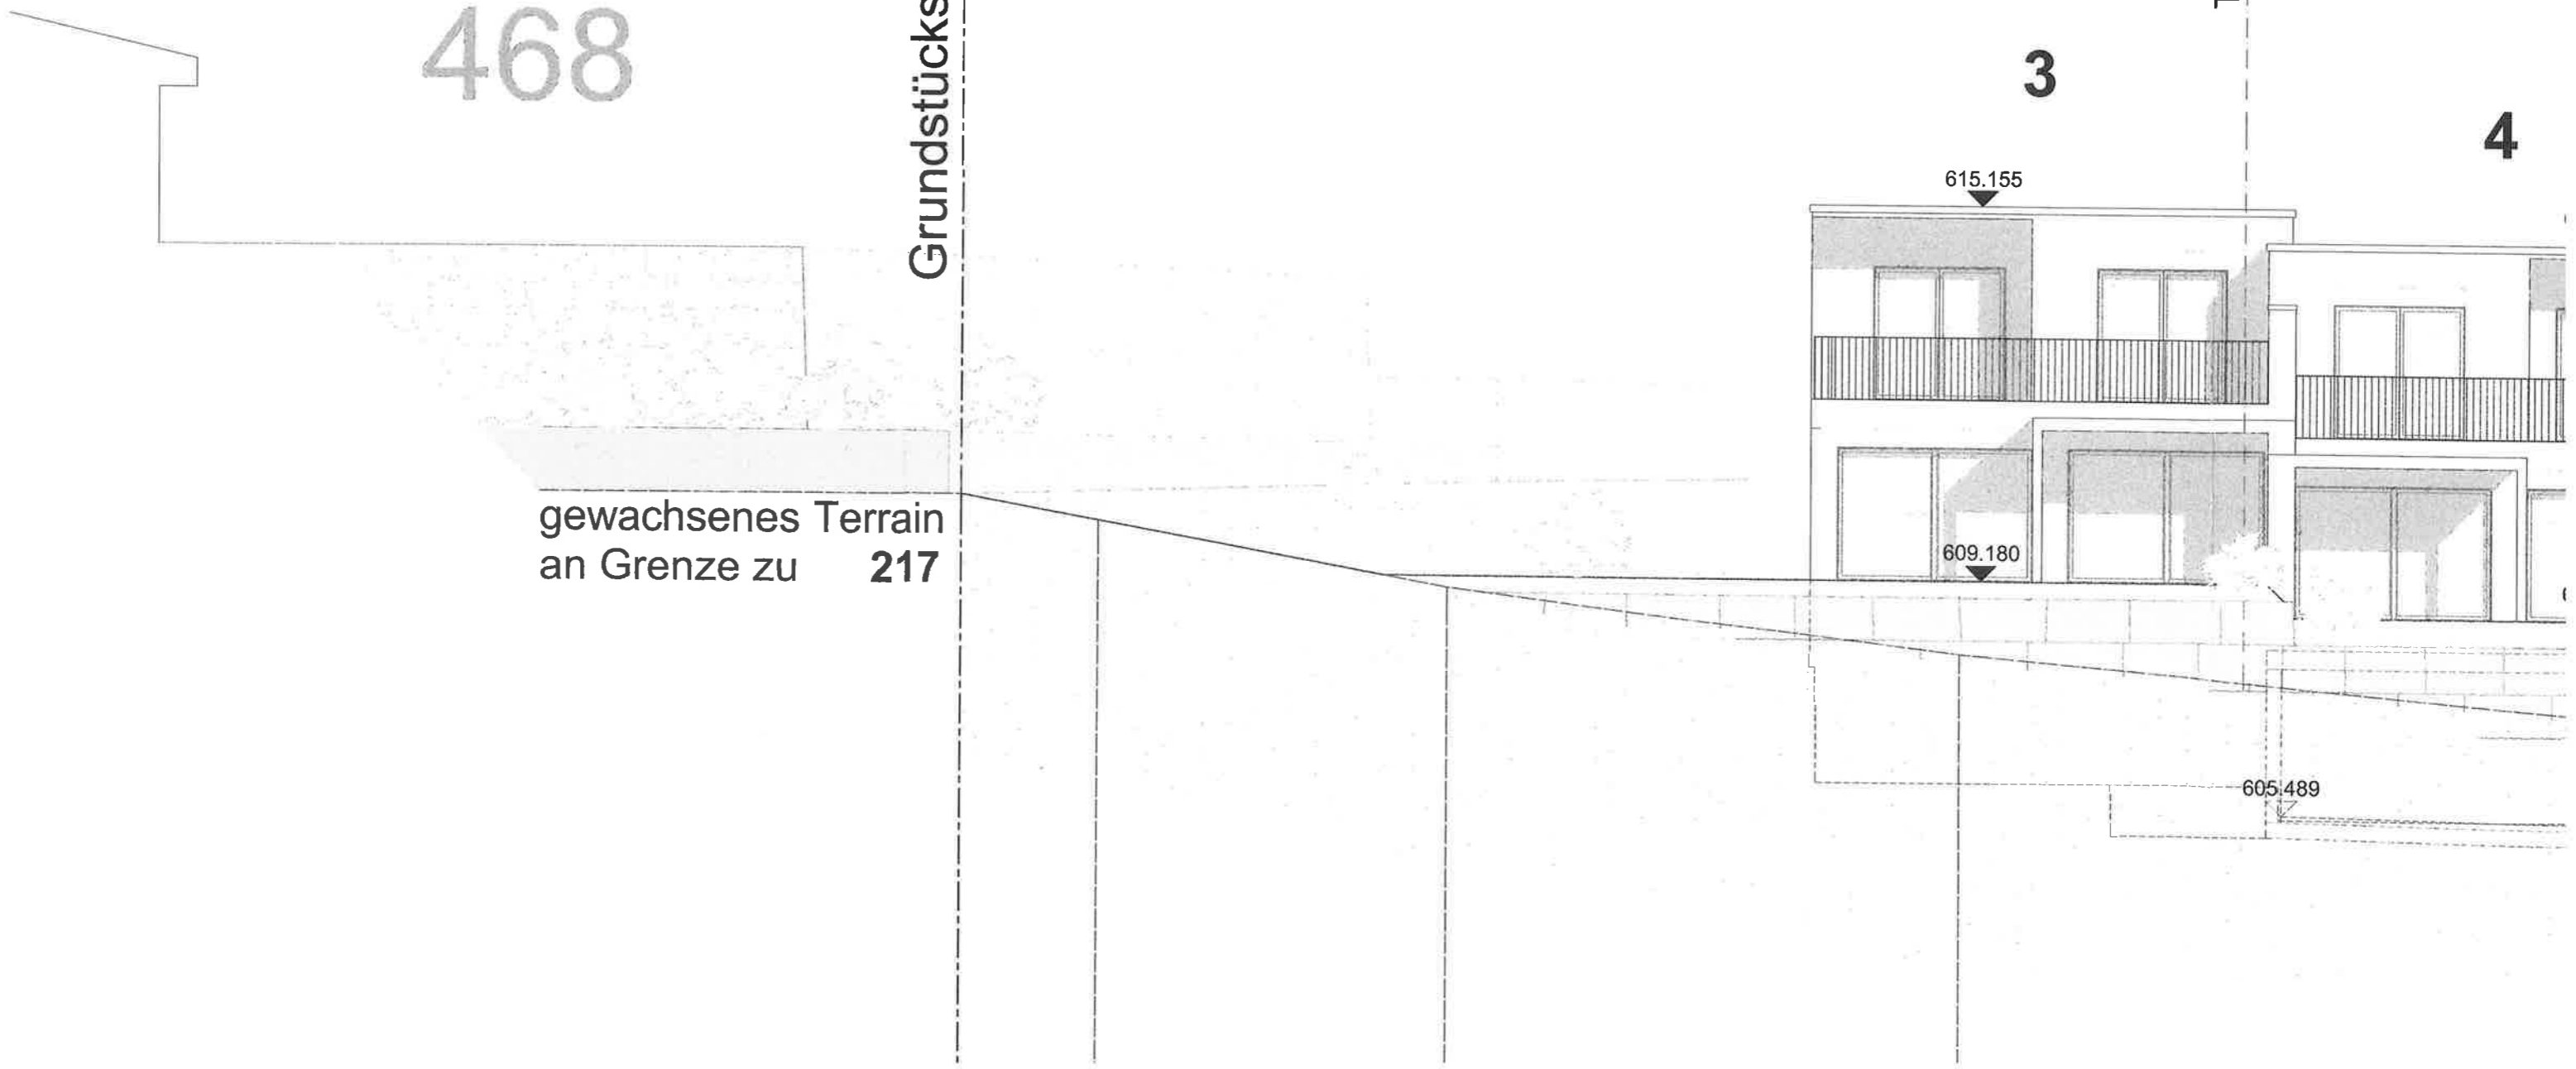 468
Grundstücks
3
4
615.155
gewachsenes Terrain
an Grenze zu 217
609.180
605.489